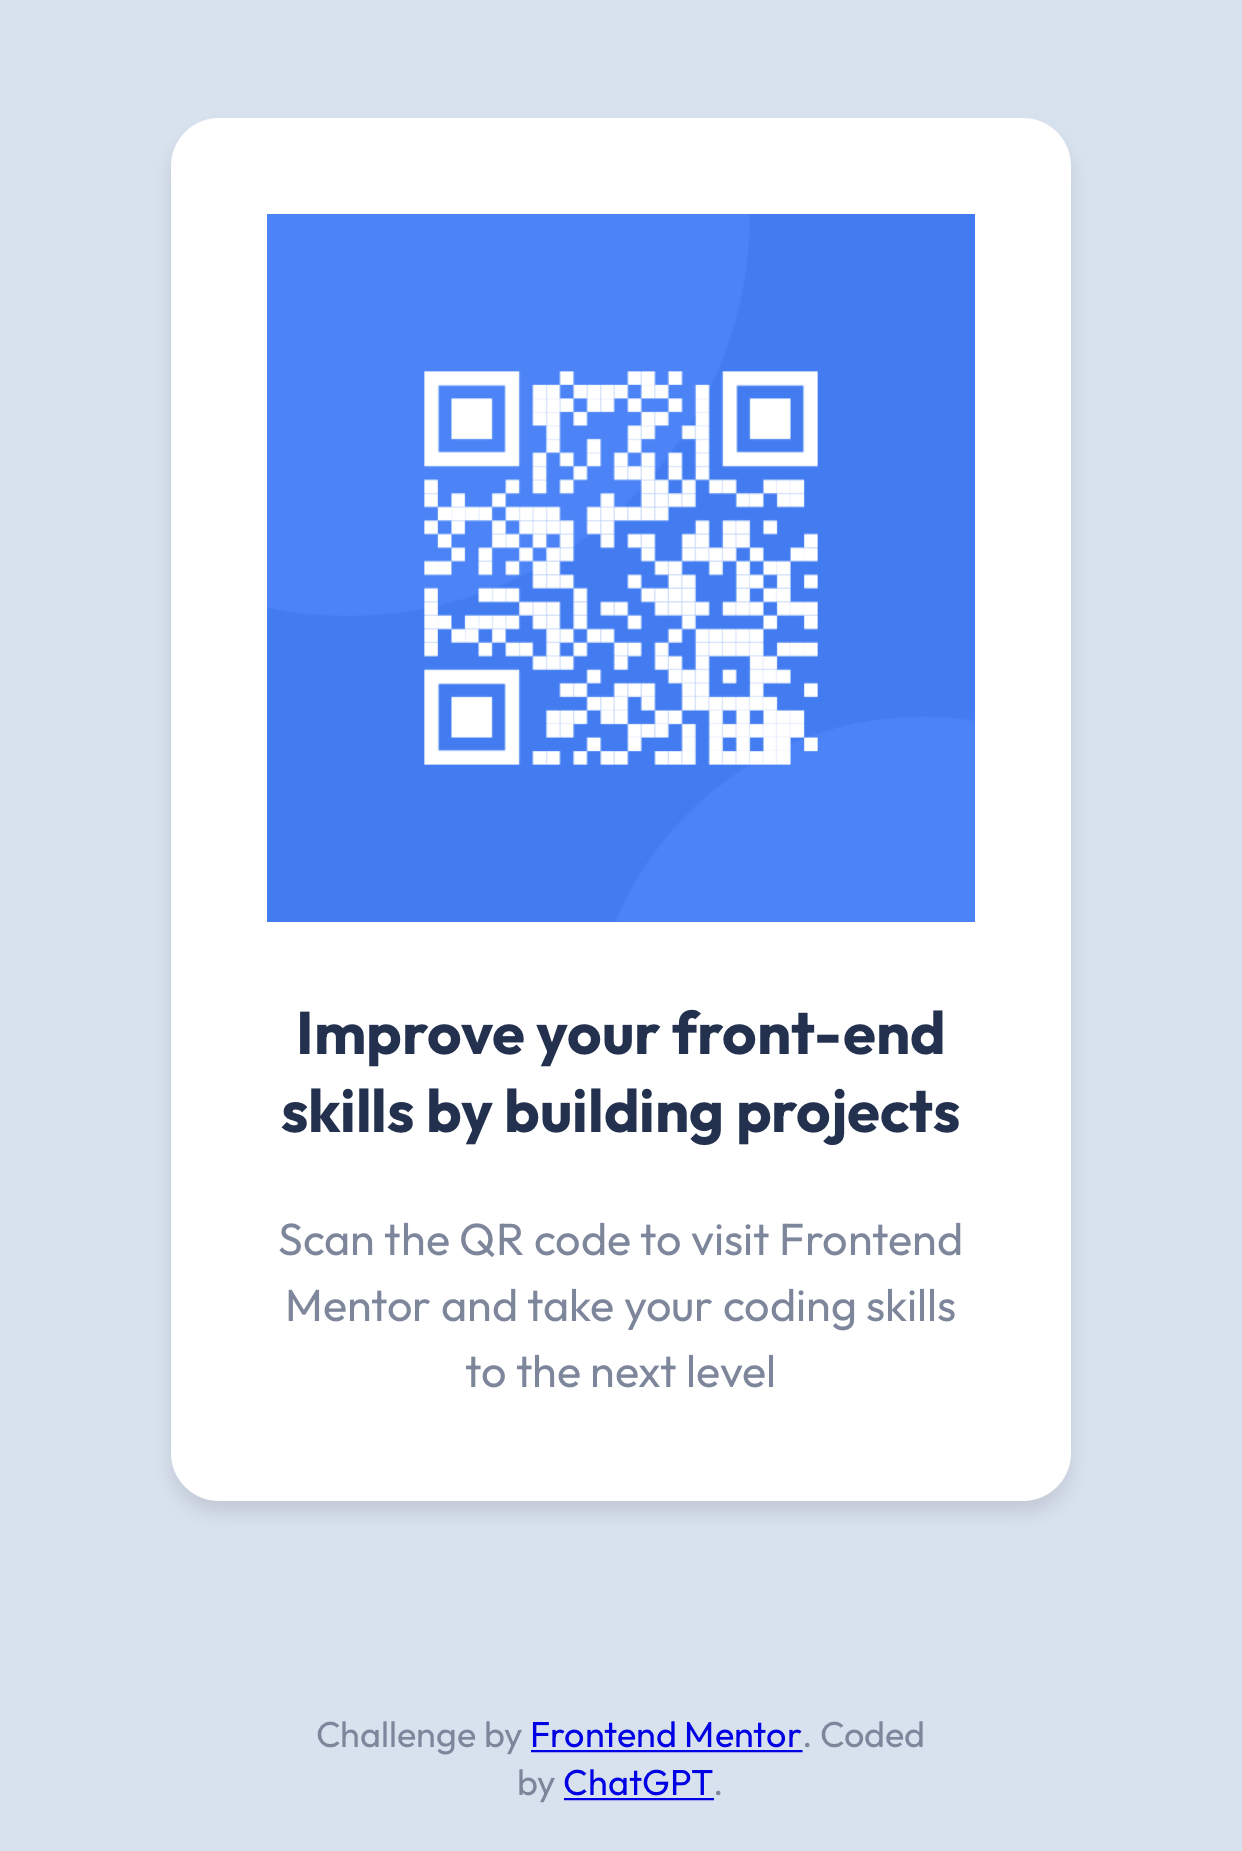 Improve your front-end
skills by building projects
Scan the QR code to visit Frontend
Mentor and take your coding skills
to the next level
Challenge by Frontend Mentor. Coded
by ChatGPT.